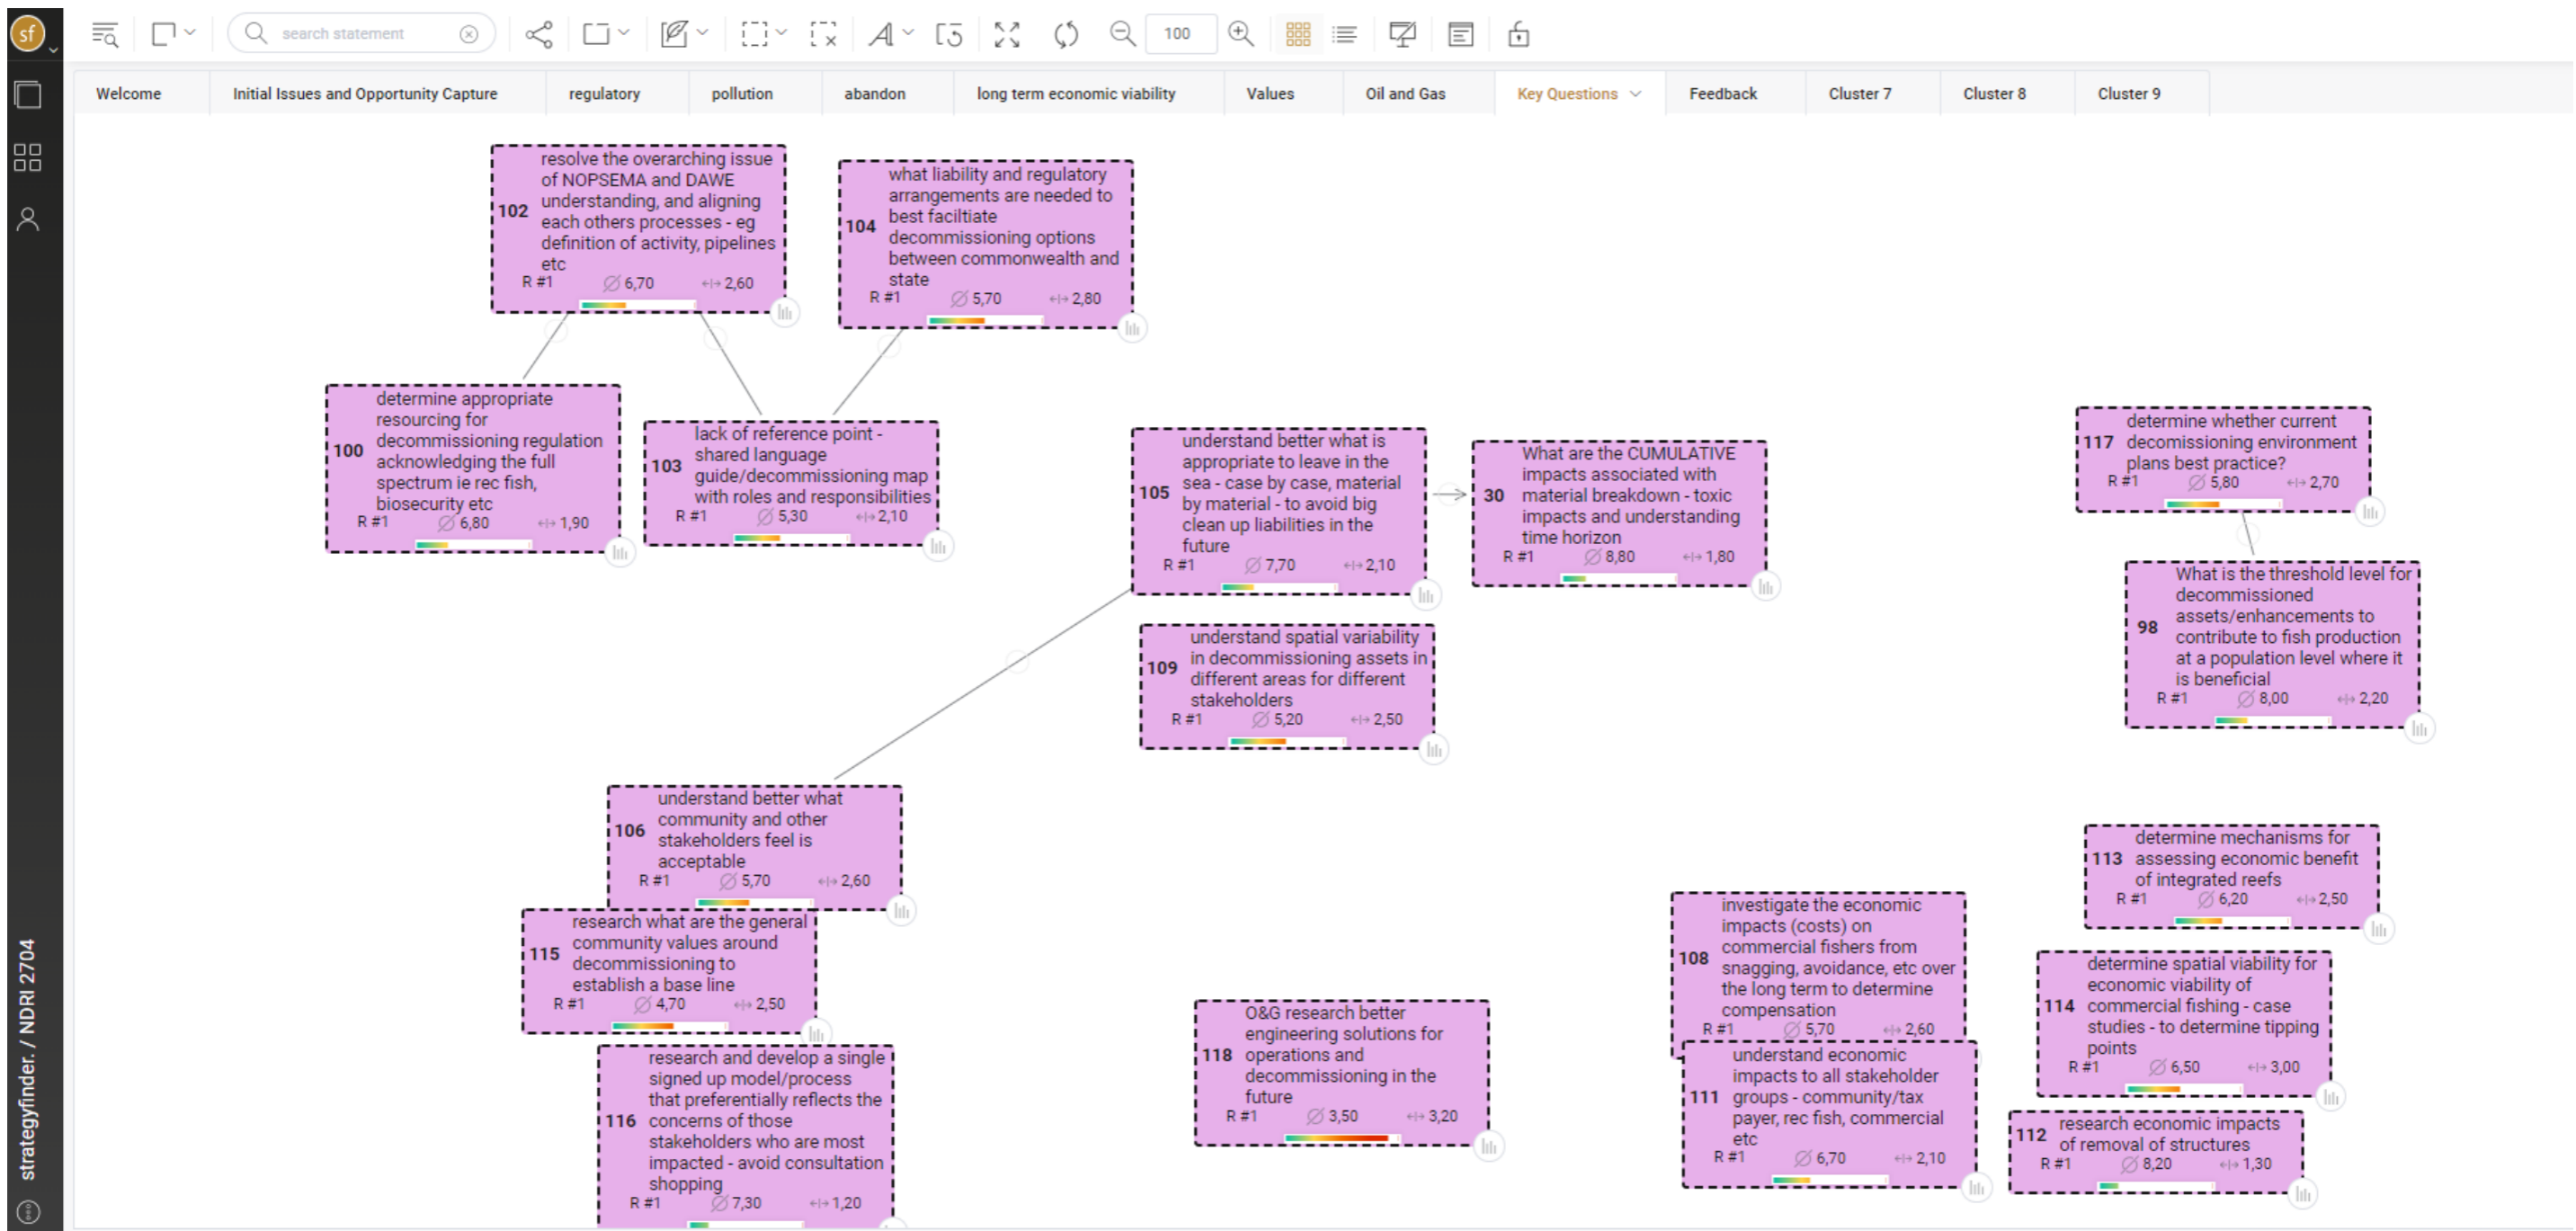 sf
search statement
100
Welcome
Initial Issues and Opportunity Capture
regulatory
pollution
abandon
long term economic viability
Values
Oil and Gas
Key Questions
Feedback
Cluster 7
Cluster 8
Cluster 9
102
resolve the overarching issue
of NOPSEMA and DAWE
understanding, and aligning
each others processes - eg
definition of activity, pipelines
etc
R #1 ∅ 6,70 2,60
104
what liability and regulatory
arrangements are needed to
best faciltiate
decommissioning options
between commonwealth and
state
R #1 ∅ 5,70 2,80
100
determine appropriate
resourcing for
decommissioning regulation
acknowledging the full
spectrum ie rec fish,
biosecurity etc
R #1 ∅ 6,80 1,90
103
lack of reference point -
shared language
guide/decommissioning map
with roles and responsibilities
R #1 ∅ 5,30 2,10
105
understand better what is
appropriate to leave in the
sea - case by case, material
by material - to avoid big
clean up liabilities in the
future
R #1 ∅ 7,70 2,10
30
What are the CUMULATIVE
impacts associated with
material breakdown - toxic
impacts and understanding
time horizon
R #1 ∅ 8,80 1,80
117
determine whether current
decomissioning environment
plans best practice?
R #1 ∅ 5,80 2,70
98
What is the threshold level for
decommissioned
assets/enhancements to
contribute to fish production
at a population level where it
is beneficial
R #1 ∅ 8,00 2,20
109
understand spatial variability
in decommissioning assets in
different areas for different
stakeholders
R #1 ∅ 5,20 2,50
106
understand better what
community and other
stakeholders feel is
acceptable
R #1 ∅ 5,70 2,60
115
research what are the general
community values around
decommissioning to
establish a base line
R #1 ∅ 4,70 2,50
116
research and develop a single
signed up model/process
that preferentially reflects the
concerns of those
stakeholders who are most
impacted - avoid consultation
shopping
R #1 ∅ 7,30 1,20
118
O&G research better
engineering solutions for
operations and
decommissioning in the
future
R #1 ∅ 3,50 3,20
108
investigate the economic
impacts (costs) on
commercial fishers from
snagging, avoidance, etc over
the long term to determine
compensation
R #1 ∅ 5,70 2,60
111
understand economic
impacts to all stakeholder
groups - community/tax
payer, rec fish, commercial
etc
R #1 ∅ 6,70 2,10
113
determine mechanisms for
assessing economic benefit
of integrated reefs
R #1 ∅ 6,20 2,50
114
determine spatial viability for
economic viability of
commercial fishing - case
studies - to determine tipping
points
R #1 ∅ 6,50 3,00
112
research economic impacts
of removal of structures
R #1 ∅ 8,20 1,30
strategyfinder. / NDRI 2704